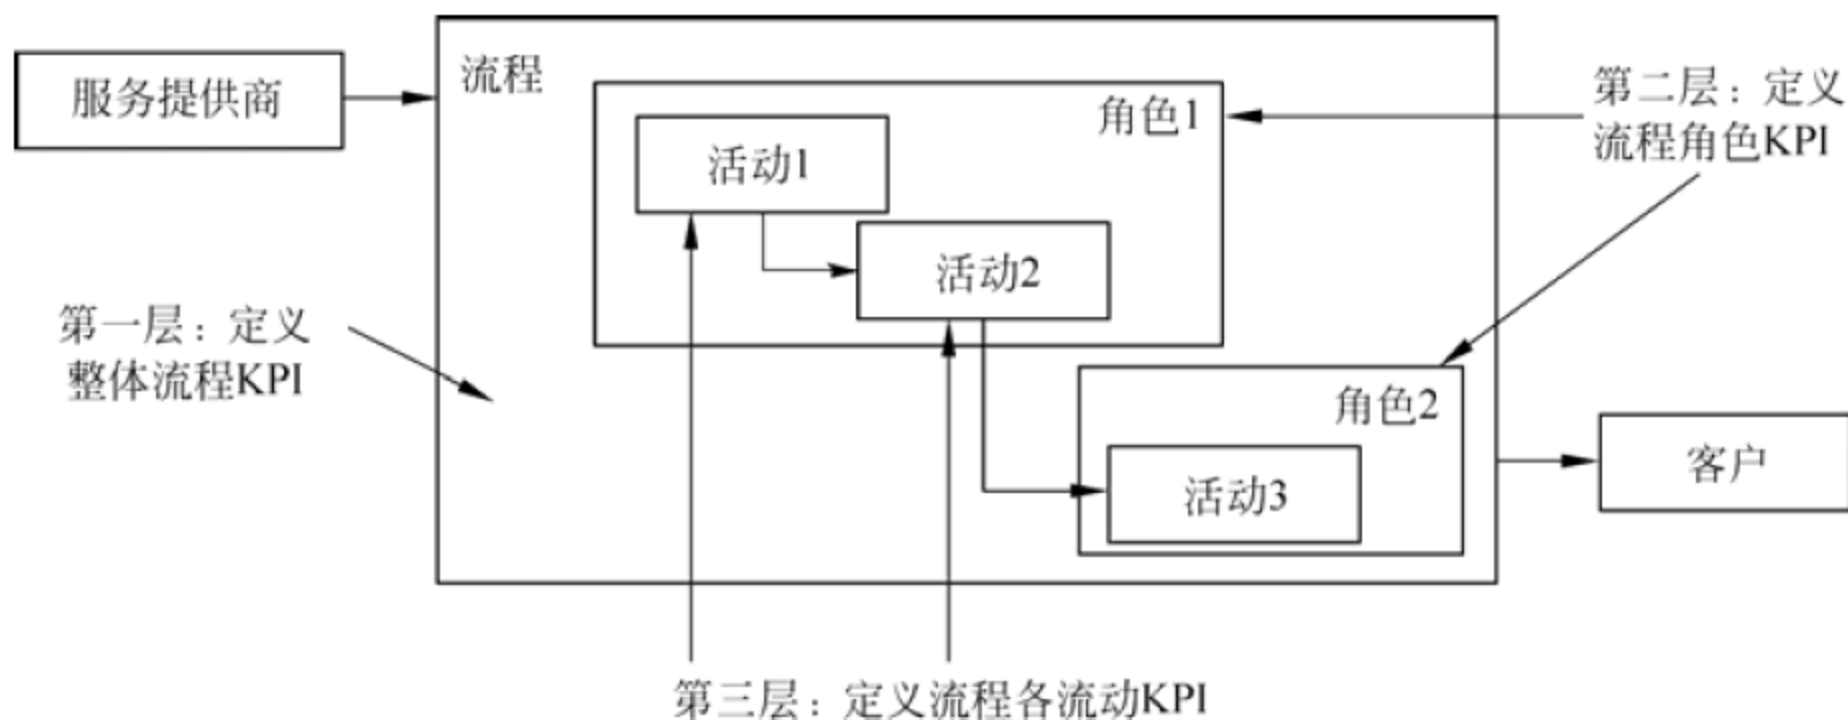 服务提供商
流程
角色1
活动1
活动2
第二层：定义
流程角色KPI
第一层：定义
整体流程KPI
角色2
活动3
客户
第三层：定义流程各流动KPI